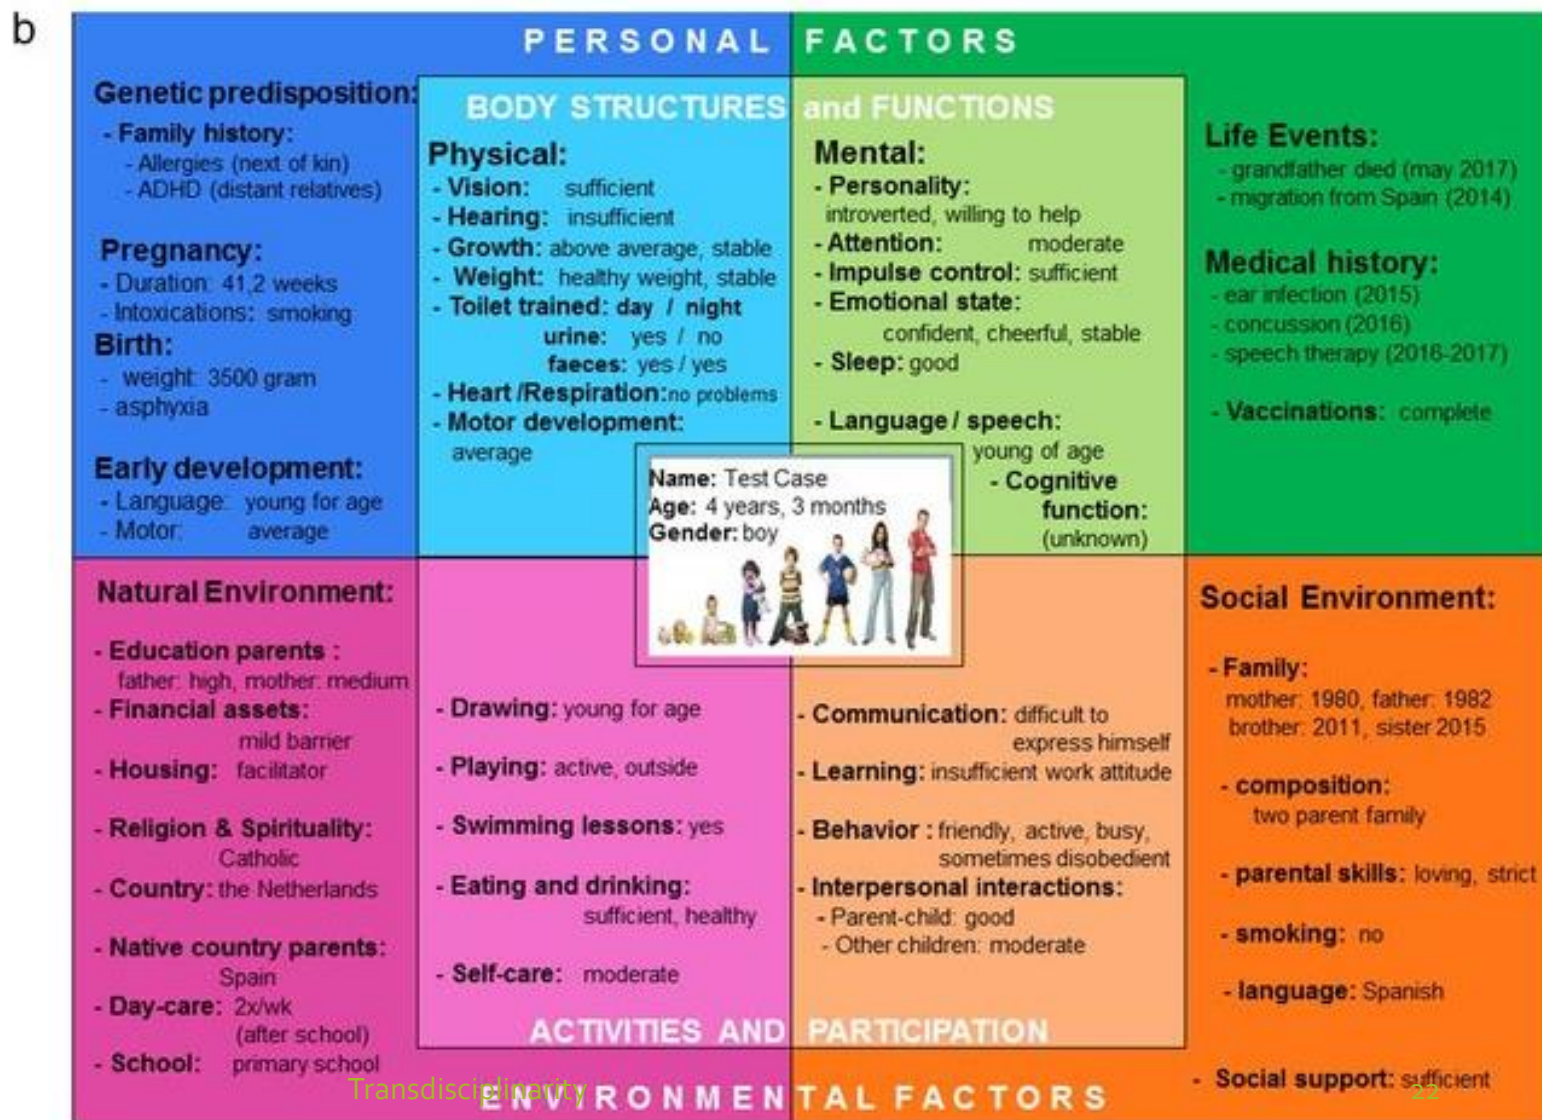 b
PERSONAL FACTORS
Genetic predisposition:
- Family history:
- Allergies (next of kin)
- ADHD (distant relatives)
Pregnancy:
- Duration: 41,2 weeks
- Intoxications: smoking
Birth:
- weight: 3500 gram
- asphyxia
Early development:
- Language: young for age
- Motor: average
BODY STRUCTURES and FUNCTIONS
Physical:
- Vision: sufficient
- Hearing: insufficient
- Growth: above average, stable
- Weight: healthy weight, stable
- Toilet trained: day / night
urine: yes / no
faeces: yes / yes
- Heart /Respiration: no problems
- Motor development:
average
Mental:
- Personality:
introverted, willing to help
- Attention: moderate
- Impulse control: sufficient
- Emotional state:
confident, cheerful, stable
- Sleep: good
- Language / speech:
young of age
- Cognitive
function:
(unknown)
Life Events:
- grandfather died (may 2017)
- migration from Spain (2014)
Medical history:
- ear infection (2015)
- concussion (2016)
- speech therapy (2016-2017)
- Vaccinations: complete
Name: Test Case
Age: 4 years, 3 months
Gender: boy
Natural Environment:
- Education parents :
father: high, mother: medium
- Financial assets:
mild barrier
- Housing: facilitator
- Religion & Spirituality:
Catholic
- Country: the Netherlands
- Native country parents:
Spain
- Day-care: 2x/wk
(after school)
- School: primary school
- Drawing: young for age
- Playing: active, outside
- Swimming lessons: yes
- Eating and drinking:
sufficient, healthy
- Self-care: moderate
- Communication: difficult to
express himself
- Learning: insufficient work attitude
- Behavior : friendly, active, busy,
sometimes disobedient
- Interpersonal interactions:
- Parent-child: good
- Other children: moderate
ACTIVITIES AND PARTICIPATION
Social Environment:
- Family:
mother: 1980, father: 1982
brother: 2011, sister 2015
- composition:
two parent family
- parental skills: loving, strict
- smoking: no
- language: Spanish
- Social support: sufficient
Transdisciplinarity
22
ENVIRONMENTAL FACTORS